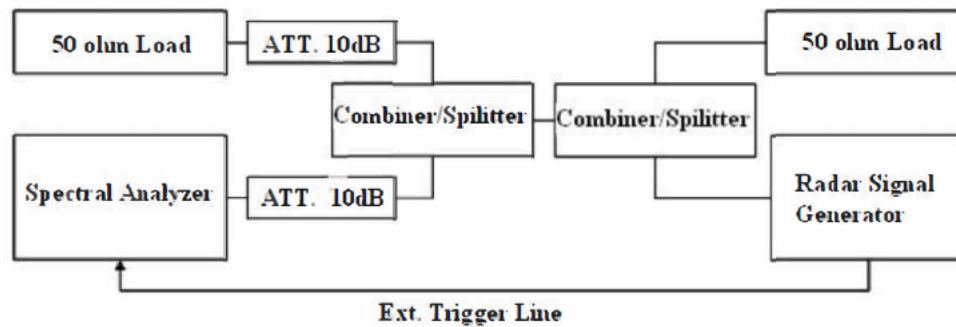 50 olun Load
ATT. 10dB
50 olun Load
Combiner/Spilitter
Combiner/Spilitter
Spectral Analyzer
ATT. 10dB
Radar Signal
Generator
Ext. Trigger Line